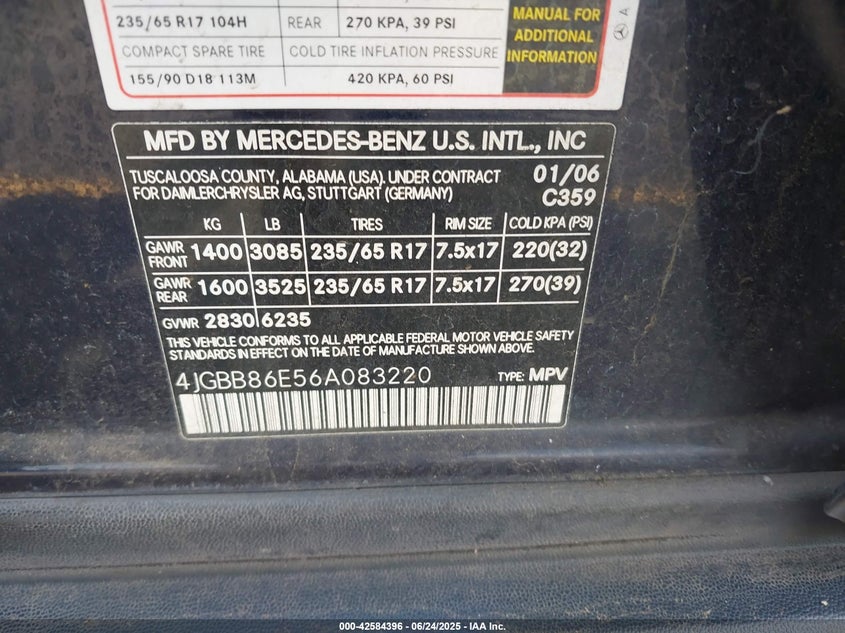 235/65 R17 104H REAR 270 KPA, 39 PSI
COMPACT SPARE TIRE COLD TIRE INFLATION PRESSURE
155/90 D18 113M 420 KPA, 60 PSI
MANUAL FOR
ADDITIONAL
INFORMATION
A
MFD BY MERCEDES-BENZ U.S. INTL., INC
TUSCALOOSA COUNTY, ALABAMA (USA). UNDER CONTRACT 01/06
FOR DAIMLERCHRYSLER AG, STUTTGART (GERMANY) C359
KG LB TIRES RIM SIZE COLD KPA (PSI)
GAWR FRONT 1400 3085 235/65 R17 7.5x17 220(32)
GAWR REAR 1600 3525 235/65 R17 7.5x17 270(39)
GVWR 2830 6235
THIS VEHICLE CONFORMS TO ALL APPLICABLE FEDERAL MOTOR VEHICLE SAFETY
STANDARDS IN EFFECT ON THE DATE OF MANUFACTURE SHOWN ABOVE.
4JGBB86E56A083220 TYPE: MPV
000-42584396 - 06/24/2025 - IAA Inc.